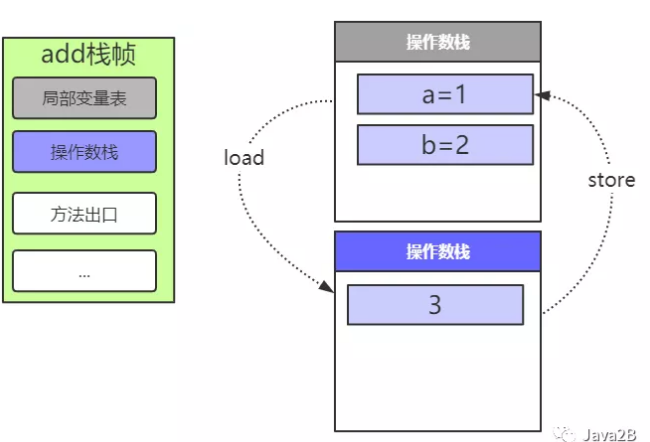 add栈帧
局部变量表
操作数栈
方法出口
...
操作数栈
a=1
b=2
load
store
操作数栈
3
Java2B